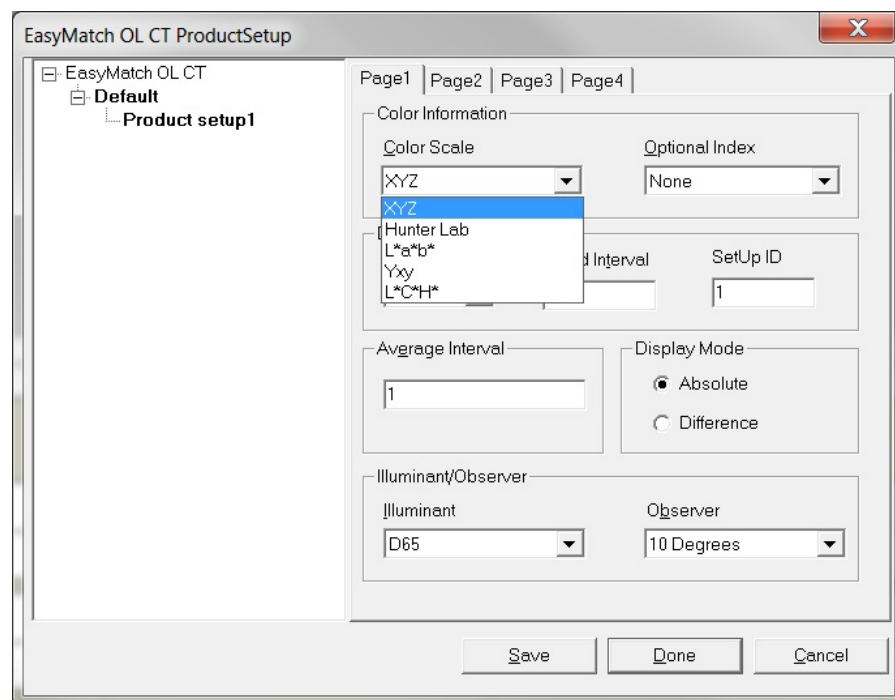 EasyMatch OL CT ProductSetup
EasyMatch OL CT
Default
Product setup1
Page1 Page2 Page3 Page4
Color Information
Color Scale Optional Index
XYZ None
XYZ
Hunter Lab
L*a*b*
Yxy
L*C*H*
Interval SetUp ID
1
Average Interval Display Mode
1
Absolute
Difference
Illuminant/Observer
Illuminant Observer
D65 10 Degrees
Save Done Cancel